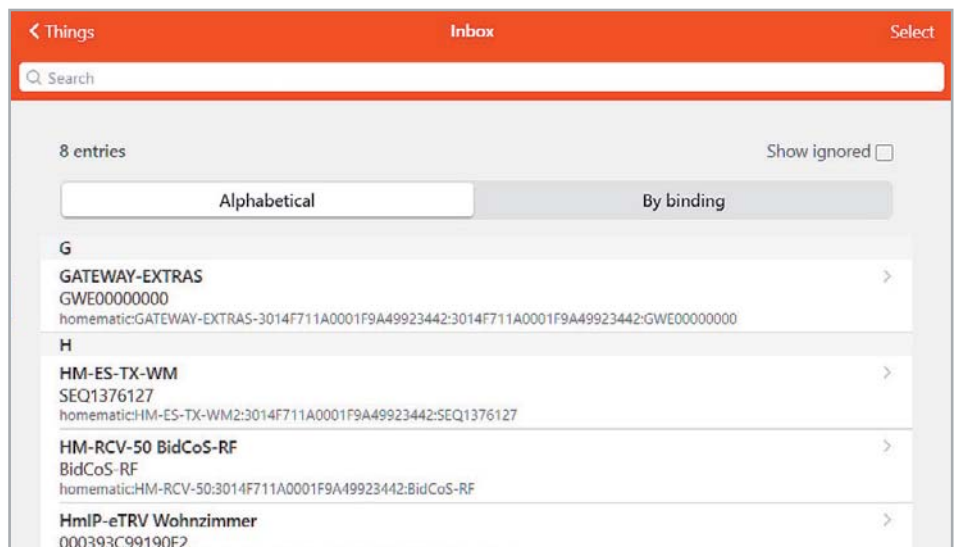 Things Inbox Select
Search
8 entries Show ignored
Alphabetical By binding
G
GATEWAY-EXTRAS
GWE00000000
homematic:GATEWAY-EXTRAS-3014F711A0001F9A49923442:3014F711A0001F9A49923442:GWE00000000
H
HM-ES-TX-WM
SEQ1376127
homematic:HM-ES-TX-WM2:3014F711A0001F9A49923442:SEQ1376127
HM-RCV-50 BidCoS-RF
BidCoS-RF
homematic:HM-RCV-50:3014F711A0001F9A49923442:BidCoS-RF
HmIP-eTRV Wohnzimmer
000393C99190E2